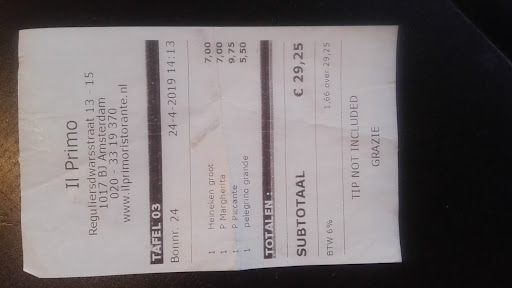 Il Primo
Reguliersdwarsstraat 13 - 15
1017 BJ Amsterdam
020 - 33 19 370
www.ilprimoristorante.nl
TAFEL 03
Bonnr. 24 24-4-2019 14:13
1 Heineken groot 7,00
1 P Margherita 7,00
1 P Piccante 9,75
1 pelegrino grande 5,50
TOTALEN :
SUBTOTAAL € 29,25
BTW 6% 1,66 over 29,25
TIP NOT INCLUDED
GRAZIE